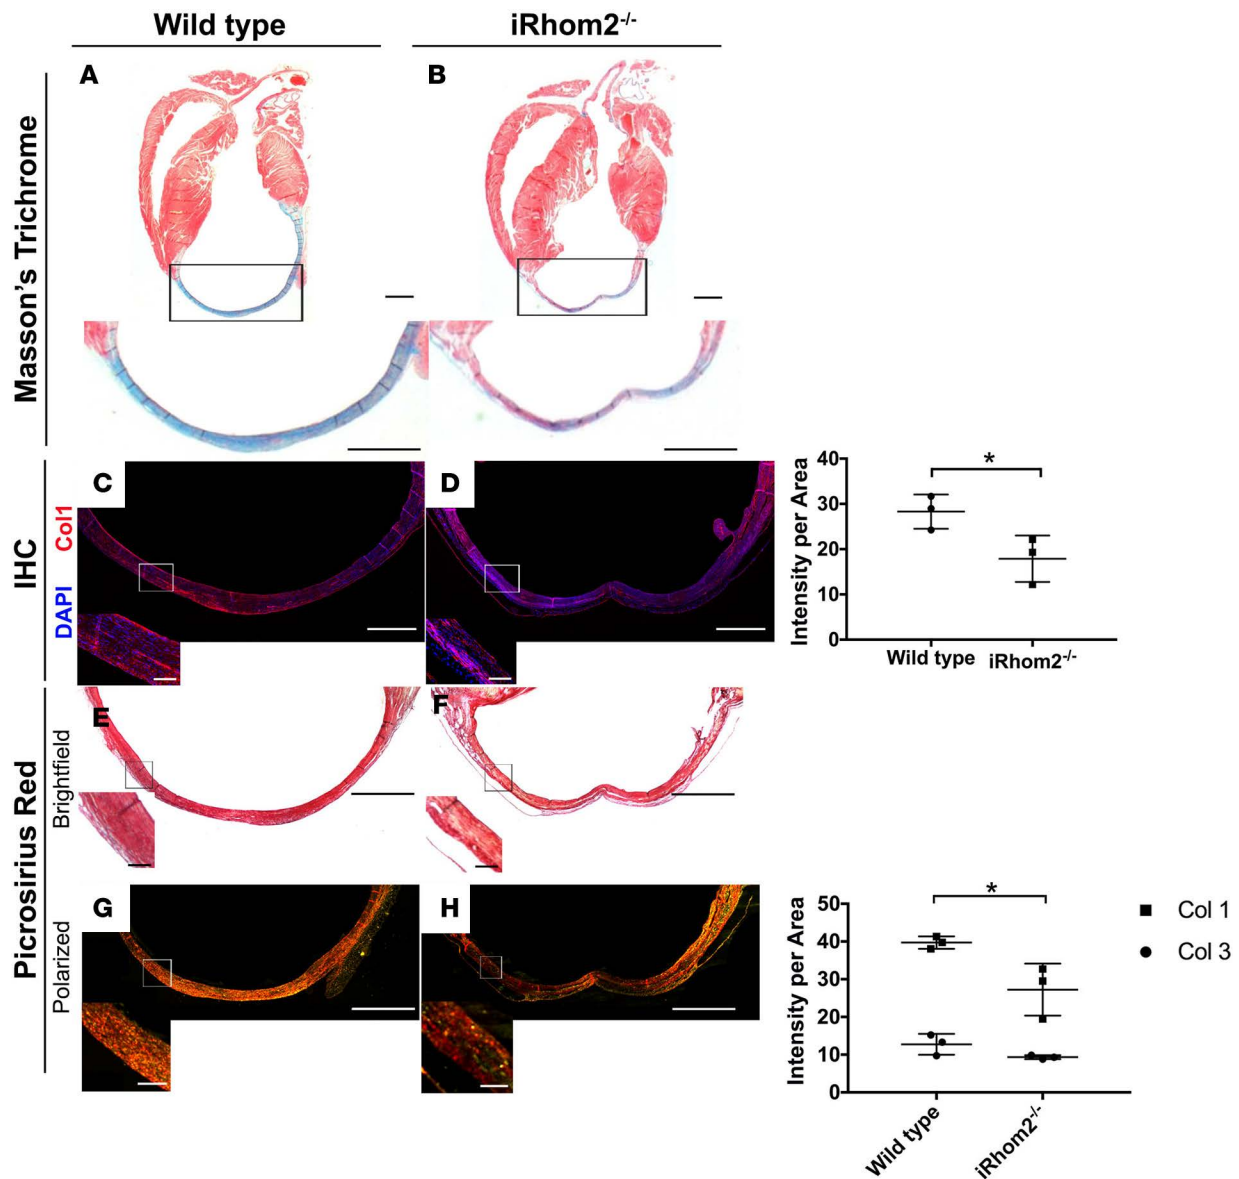 Wild type
iRhom2-/-
Masson's Trichrome
A
B
IHC
DAPI Col1
C
D
Intensity per Area
40
30
20
10
0
*
Wild type
iRhom2-/-
Picrosirius Red
Brightfield
E
F
Polarized
G
H
Intensity per Area
50
40
30
20
10
0
*
Wild type
iRhom2-/-
Col 1
Col 3